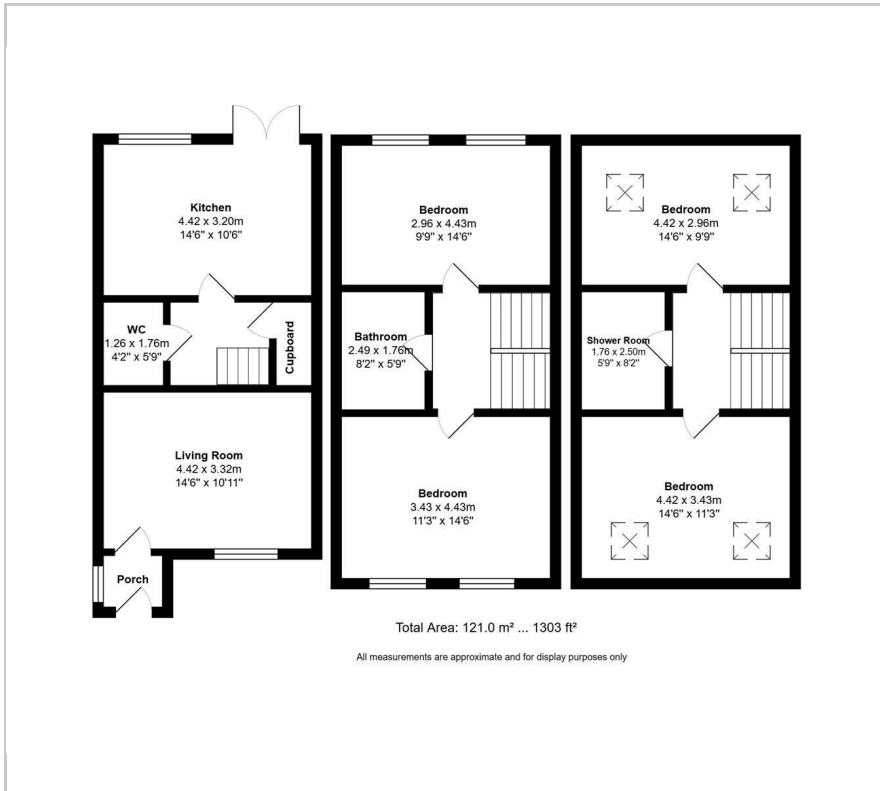 Kitchen
4.42 x 3.20m
14'6" x 10'6"
WC
1.26 x 1.76m
4'2" x 5'9"
Cupboard
Living Room
4.42 x 3.32m
14'6" x 10'11"
Porch
Bedroom
2.96 x 4.43m
9'9" x 14'6"
Bathroom
2.49 x 1.76m
8'2" x 5'9"
Bedroom
3.43 x 4.43m
11'3" x 14'6"
Bedroom
4.42 x 2.96m
14'6" x 9'9"
Shower Room
1.76 x 2.50m
5'9" x 8'2"
Bedroom
4.42 x 3.43m
14'6" x 11'3"
Total Area: 121.0 m² ... 1303 ft²
All measurements are approximate and for display purposes only